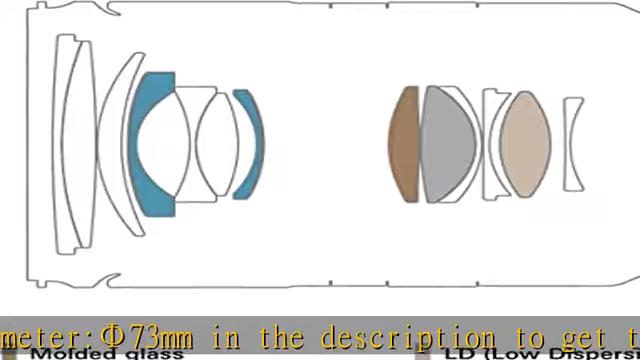 meter:Φ73mm in the description to get t
Molded glass
LD (Low Dispers